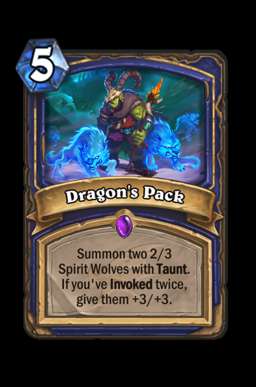 5
Dragon's Pack
Summon two 2/3
Spirit Wolves with Taunt.
If you've Invoked twice,
give them +3/+3.